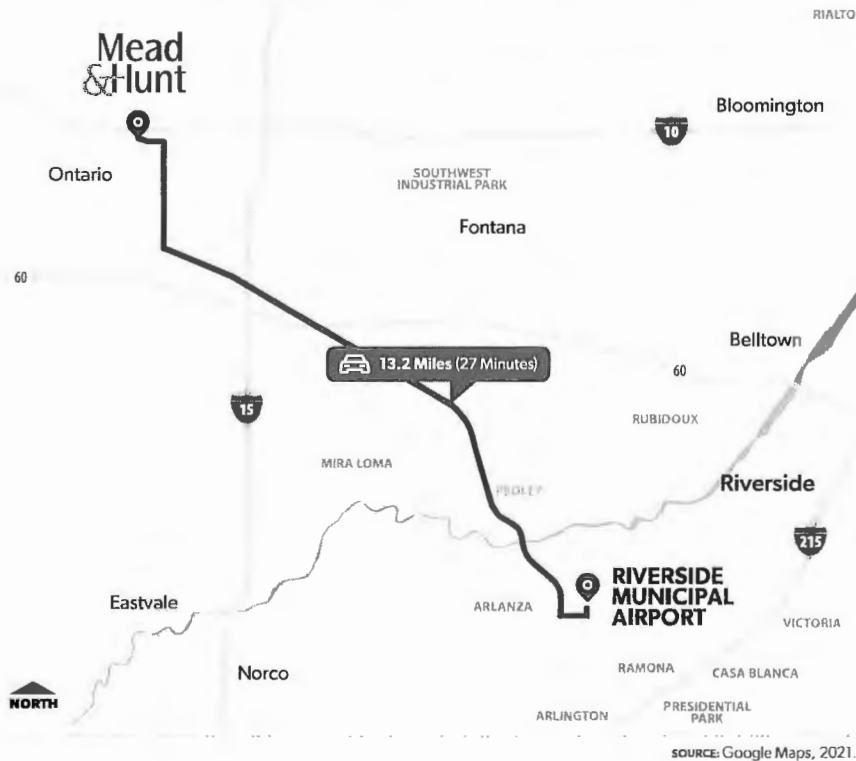 RIALTO
Mead
&Hunt
Bloomington
10
Ontario
SOUTHWEST
INDUSTRIAL PARK
Fontana
60
Belltown
13.2 Miles (27 Minutes)
60
15
RUBIDOUX
MIRA LOMA
PEDLEY
Riverside
215
RIVERSIDE
MUNICIPAL
AIRPORT
Eastvale
ARLANZA
VICTORIA
Norco
RAMONA
CASA BLANCA
NORTH
PRESIDENTIAL
PARK
ARLINGTON
SOURCE: Google Maps, 2021.